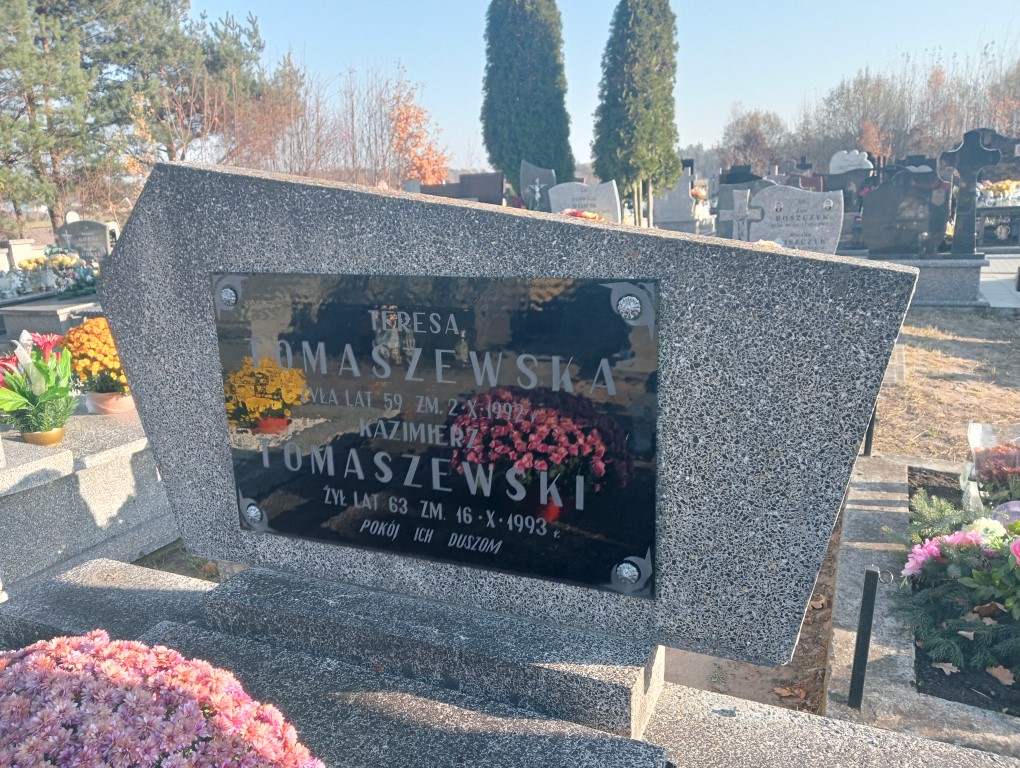 TERESA
TOMASZEWSKA
ŻYŁA LAT 59 ZM. 2·X·1992 r.
KAZIMIERZ
TOMASZEWSKI
ŻYŁ LAT 63 ZM. 16·X·1993 r.
POKÓJ ICH DUSZOM
ROSZCZYK